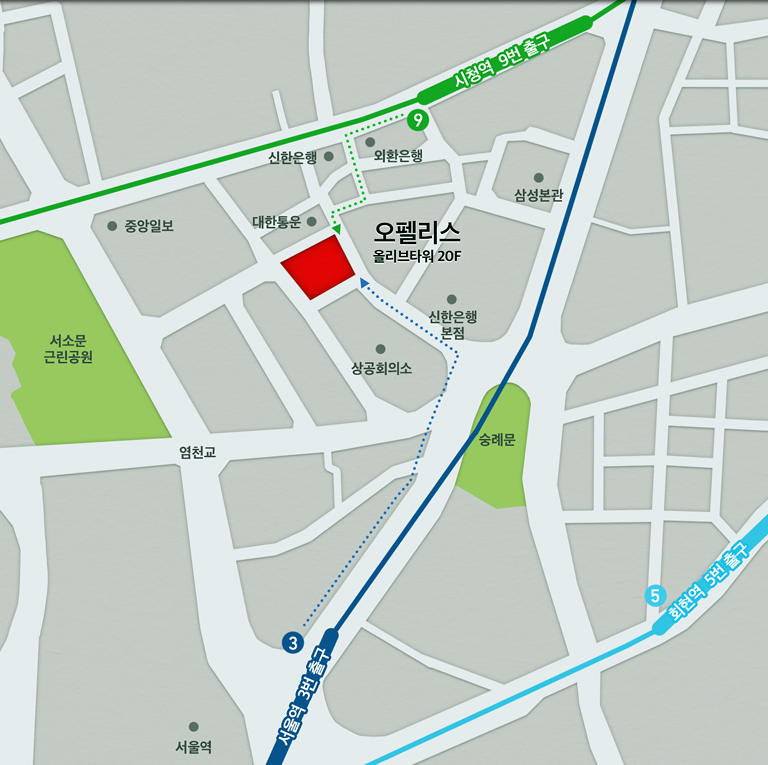 시청역 9번 출구
9
신한은행
외환은행
삼성본관
중앙일보
대한통운
오펠리스
올리브타워 20F
신한은행
본점
서소문
근린공원
상공회의소
숭례문
염천교
5
회현역 5번 출구
3
서울역 3번 출구
서울역